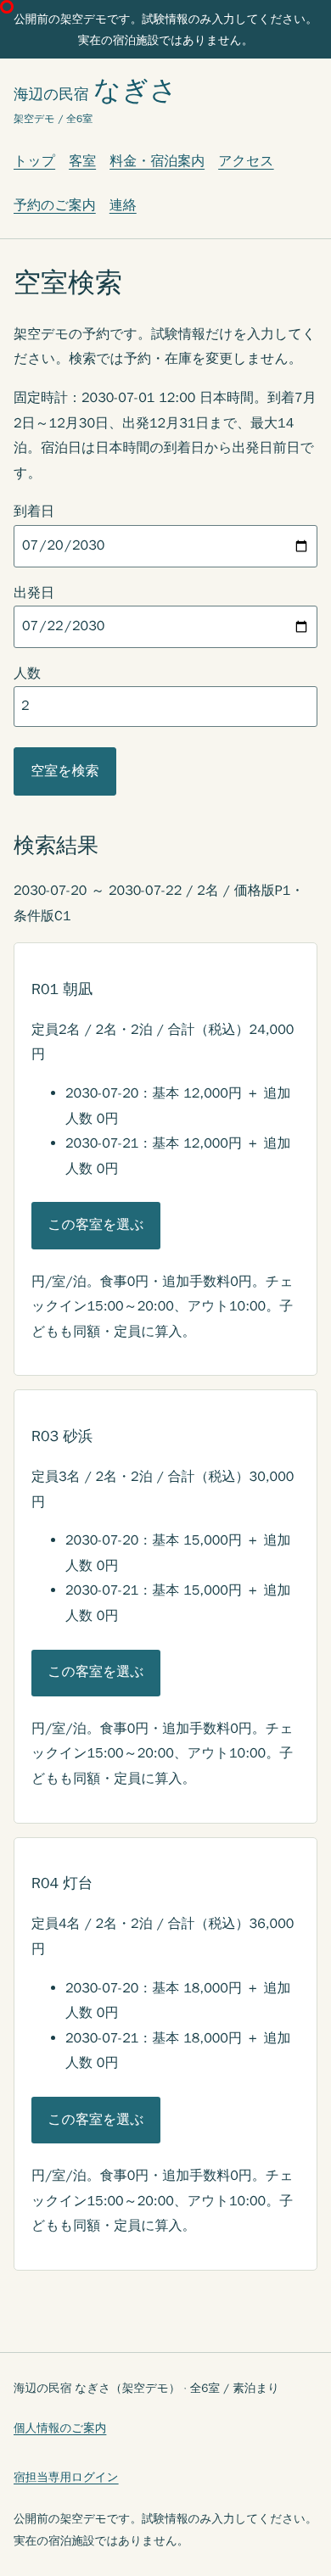 公開前の架空デモです。試験情報のみ入力してください。
実在の宿泊施設ではありません。
海辺の民宿 なぎさ
架空デモ / 全6室
トップ 客室 料金・宿泊案内 アクセス
予約のご案内 連絡
空室検索
架空デモの予約です。試験情報だけを入力してく
ださい。検索では予約・在庫を変更しません。
固定時計：2030-07-01 12:00 日本時間。到着7月
2日～12月30日、出発12月31日まで、最大14
泊。宿泊日は日本時間の到着日から出発日前日で
す。
到着日
07/20/2030
出発日
07/22/2030
人数
2
空室を検索
検索結果
2030-07-20 ～ 2030-07-22 / 2名 / 価格版P1・
条件版C1
R01 朝凪
定員2名 / 2名・2泊 / 合計（税込）24,000
円
• 2030-07-20：基本 12,000円 ＋ 追加
人数 0円
• 2030-07-21：基本 12,000円 ＋ 追加
人数 0円
この客室を選ぶ
円/室/泊。食事0円・追加手数料0円。チェ
ックイン15:00～20:00、アウト10:00。子
どもも同額・定員に算入。
R03 砂浜
定員3名 / 2名・2泊 / 合計（税込）30,000
円
• 2030-07-20：基本 15,000円 ＋ 追加
人数 0円
• 2030-07-21：基本 15,000円 ＋ 追加
人数 0円
この客室を選ぶ
円/室/泊。食事0円・追加手数料0円。チェ
ックイン15:00～20:00、アウト10:00。子
どもも同額・定員に算入。
R04 灯台
定員4名 / 2名・2泊 / 合計（税込）36,000
円
• 2030-07-20：基本 18,000円 ＋ 追加
人数 0円
• 2030-07-21：基本 18,000円 ＋ 追加
人数 0円
この客室を選ぶ
円/室/泊。食事0円・追加手数料0円。チェ
ックイン15:00～20:00、アウト10:00。子
どもも同額・定員に算入。
海辺の民宿 なぎさ（架空デモ） · 全6室 / 素泊まり
個人情報のご案内
宿担当専用ログイン
公開前の架空デモです。試験情報のみ入力してください。
実在の宿泊施設ではありません。